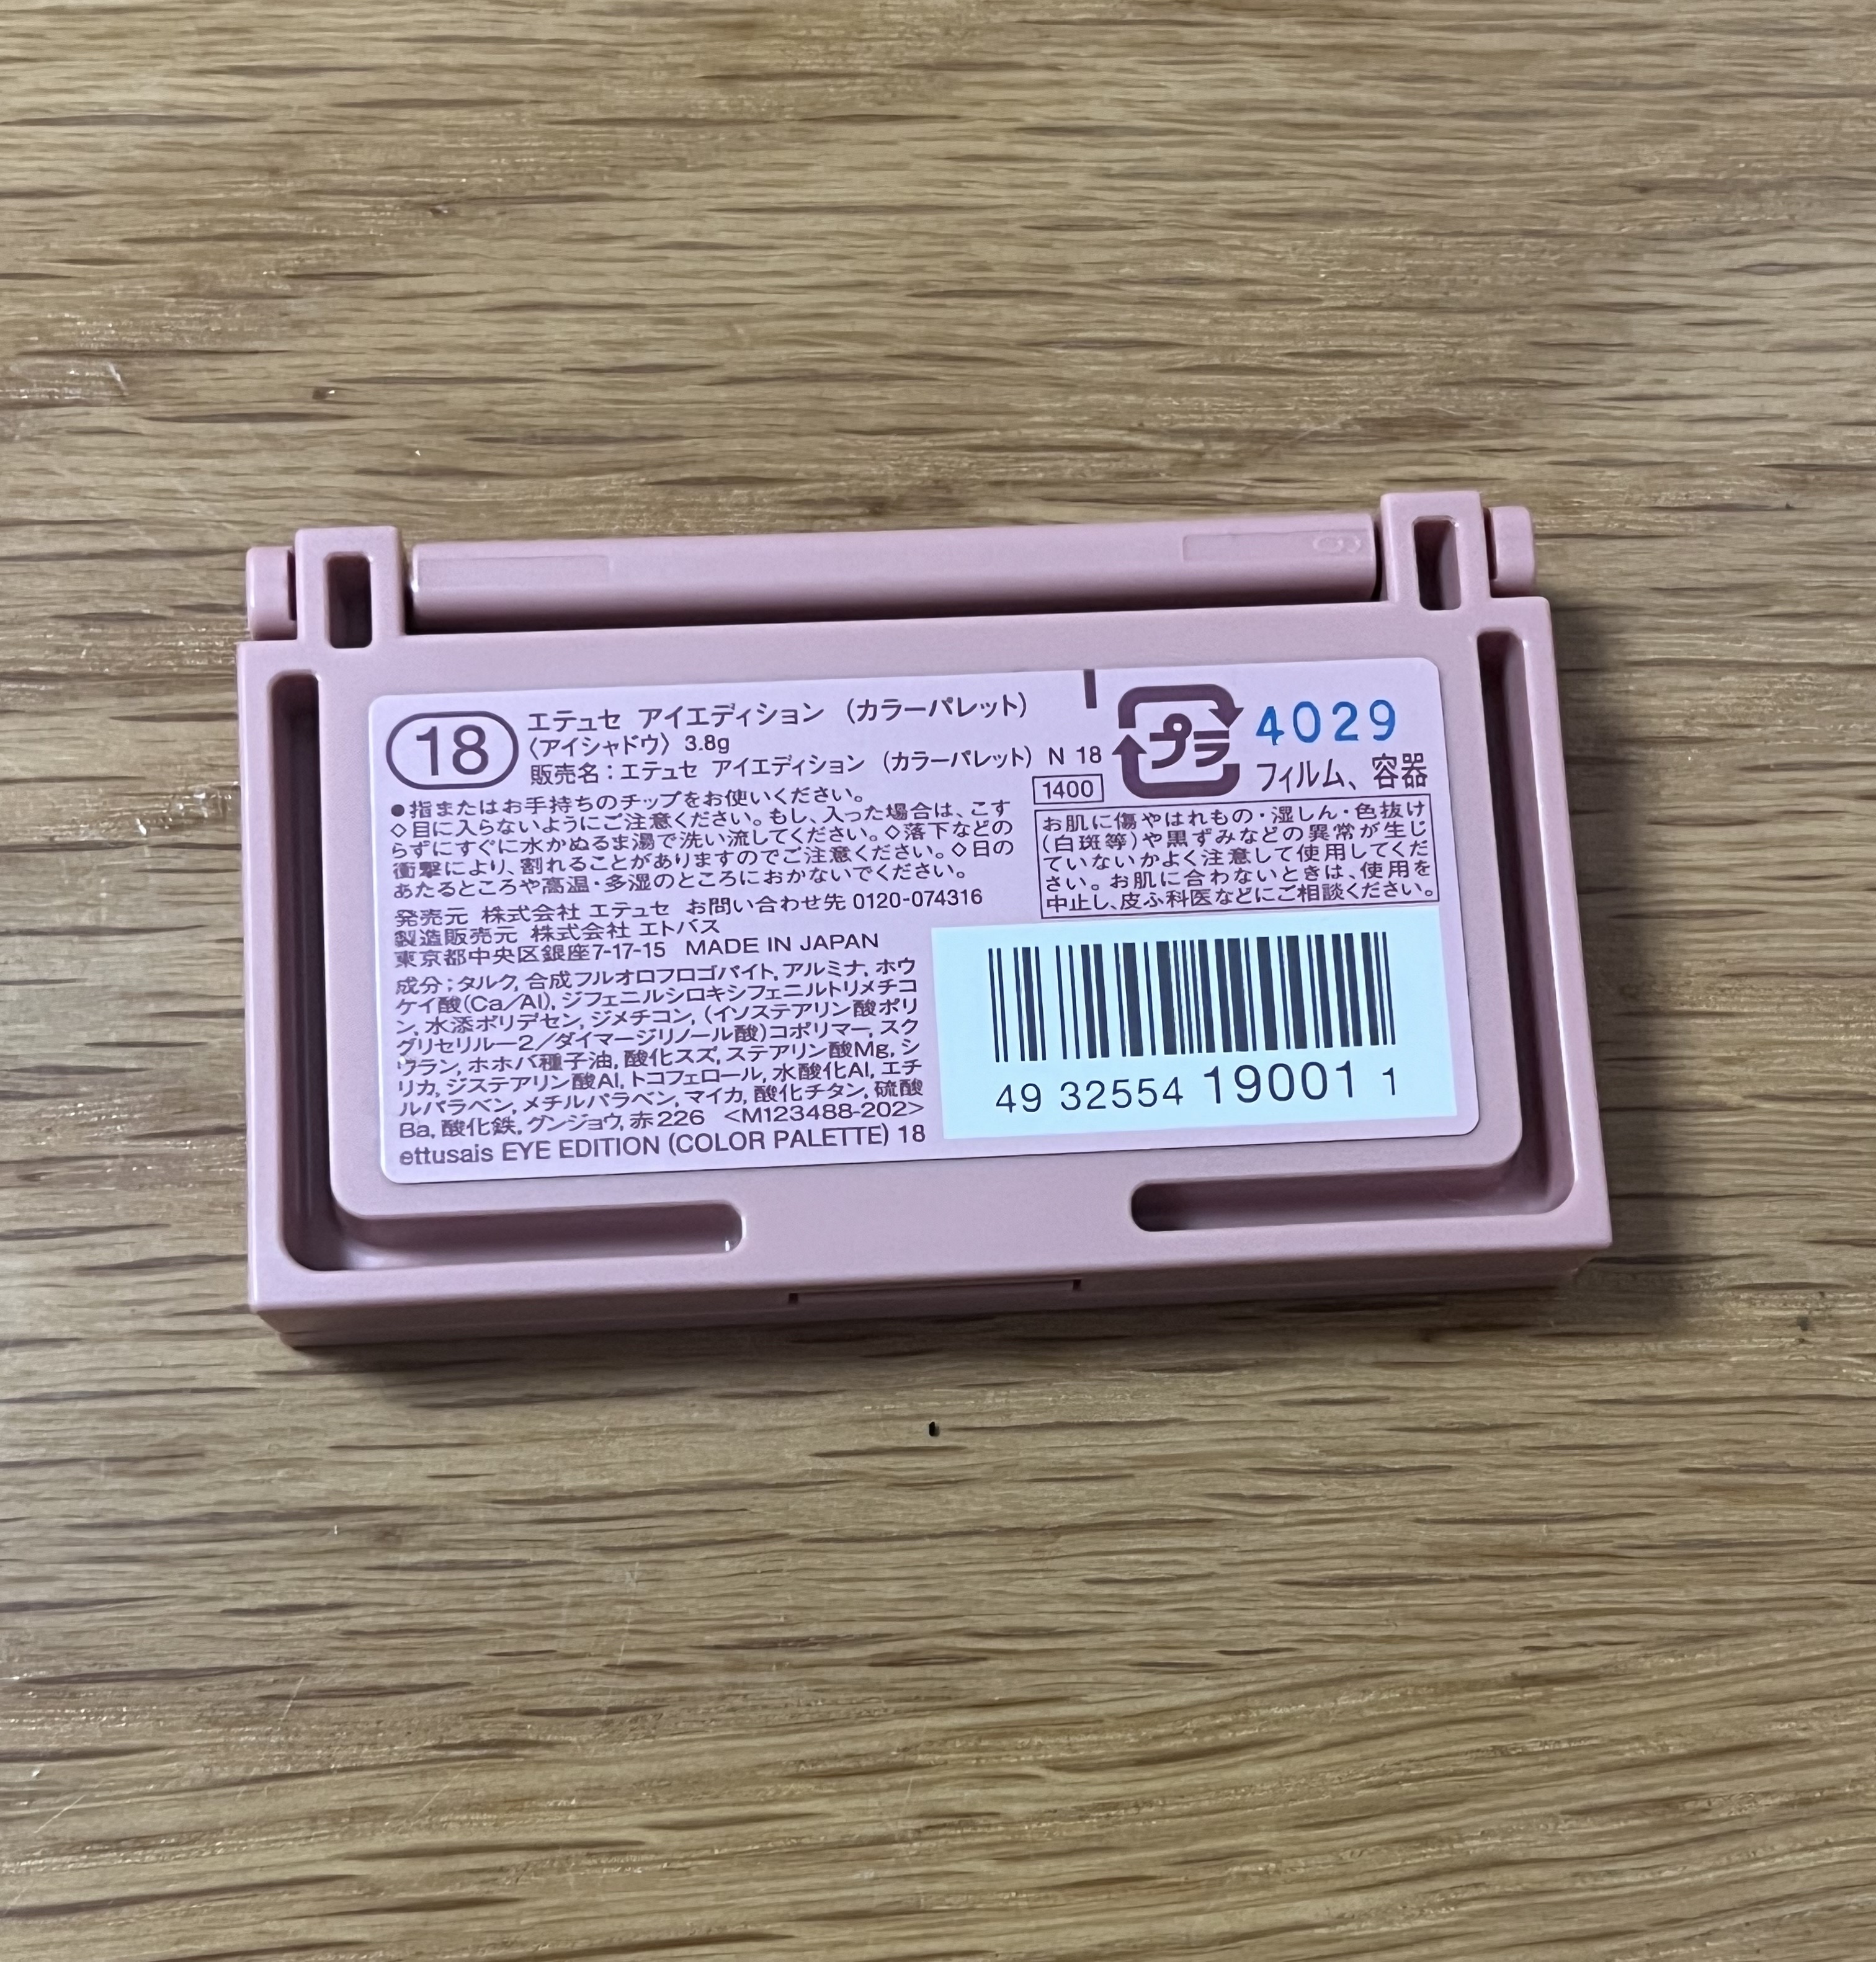 18
エテュセ アイエディション (カラーパレット)
〈アイシャドウ〉 3.8g
販売名：エテュセ アイエディション (カラーパレット) N 18
●指またはお手持ちのチップをお使いください。
◇目に入らないようにご注意ください。もし、入った場合は、こす
らずにすぐに水かぬるま湯で洗い流してください。◇落下などの
衝撃により、割れることがありますのでご注意ください。◇日の
あたるところや高温・多湿のところにおかないでください。
発売元 株式会社 エテュセ お問い合わせ先 0120-074316
製造販売元 株式会社 エトバス
東京都中央区銀座7-17-15 MADE IN JAPAN
成分；タルク, 合成フルオロフロゴパイト, アルミナ, ホウ
ケイ酸(Ca/Al), ジフェニルシロキシフェニルトリメチコ
ン, 水添ポリデセン, ジメチコン, (イソステアリン酸ポリ
グリセリル－2/ダイマージリノール酸)コポリマー, スク
ワラン, ホホバ種子油, 酸化スズ, ステアリン酸Mg, シ
リカ, ジステアリン酸Al, トコフェロール, 水酸化Al, エチ
ルパラベン, メチルパラベン, マイカ, 酸化チタン, 硫酸
Ba, 酸化鉄, グンジョウ, 赤226 <M123488-202>
ettusais EYE EDITION (COLOR PALETTE) 18
プラ
4029
フィルム、容器
1400
お肌に傷やはれもの・湿しん・色抜け
(白斑等)や黒ずみなどの異常が生じ
ていないかよく注意して使用してくだ
さい。お肌に合わないときは、使用を
中止し、皮ふ科医などにご相談ください。
49 32554 19001 1